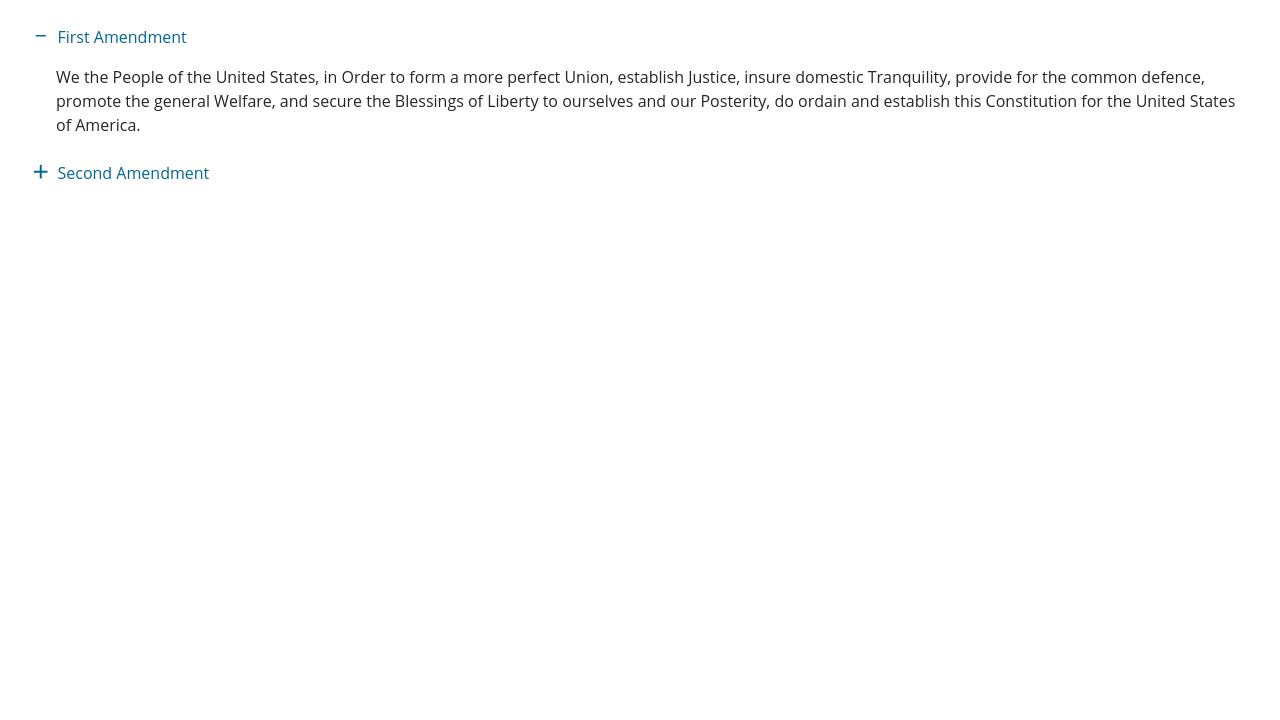 First Amendment
We the People of the United States, in Order to form a more perfect Union, establish Justice, insure domestic Tranquility, provide for the common defence,
promote the general Welfare, and secure the Blessings of Liberty to ourselves and our Posterity, do ordain and establish this Constitution for the United States
of America.
Second Amendment